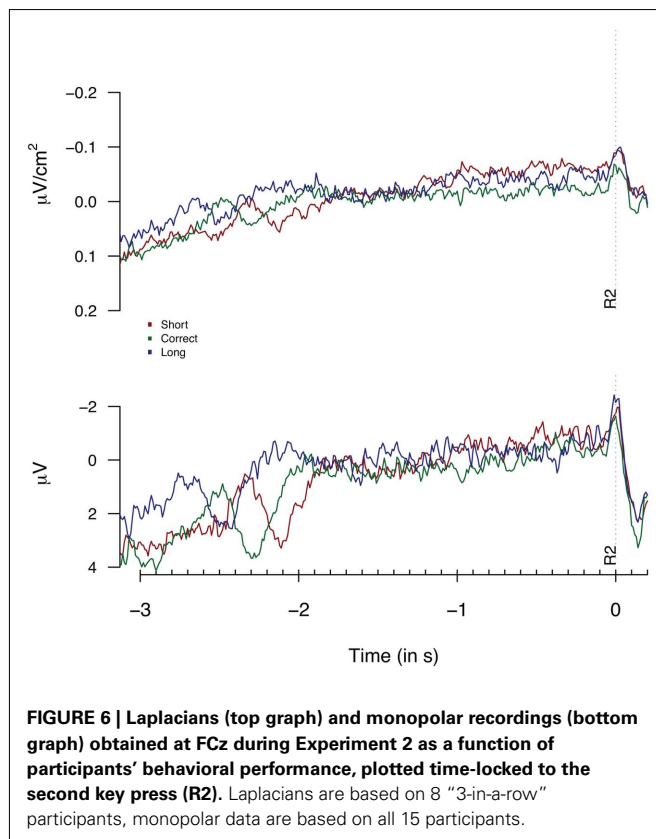 −0.2
−0.1
0.0
0.1
0.2
µV/cm²
R2
Short
Correct
Long
−2
0
2
4
µV
R2
−3 −2 −1 0
Time (in s)
FIGURE 6 | Laplacians (top graph) and monopolar recordings (bottom
graph) obtained at FCz during Experiment 2 as a function of
participants’ behavioral performance, plotted time-locked to the
second key press (R2). Laplacians are based on 8 “3-in-a-row”
participants, monopolar data are based on all 15 participants.